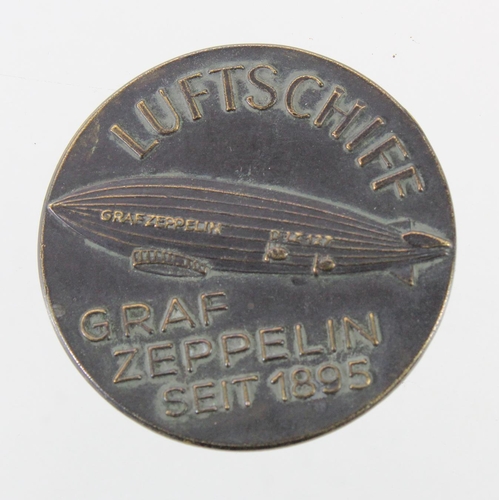 LUFTSCHIFF
GRAF ZEPPELIN
GRAF
ZEPPELIN
SEIT 1895